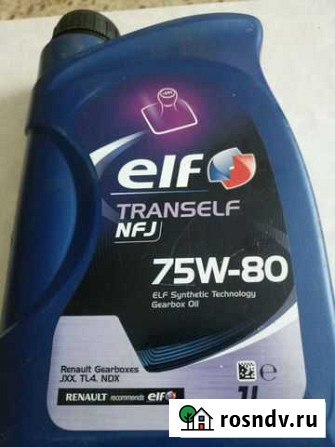 elf
TRANSELF
NFJ
75W-80
ELF Synthetic Technology
Gearbox Oil
Renault Gearboxes
JXX, TL4, NDX
RENAULT recommends elf
1L
rosndv.ru